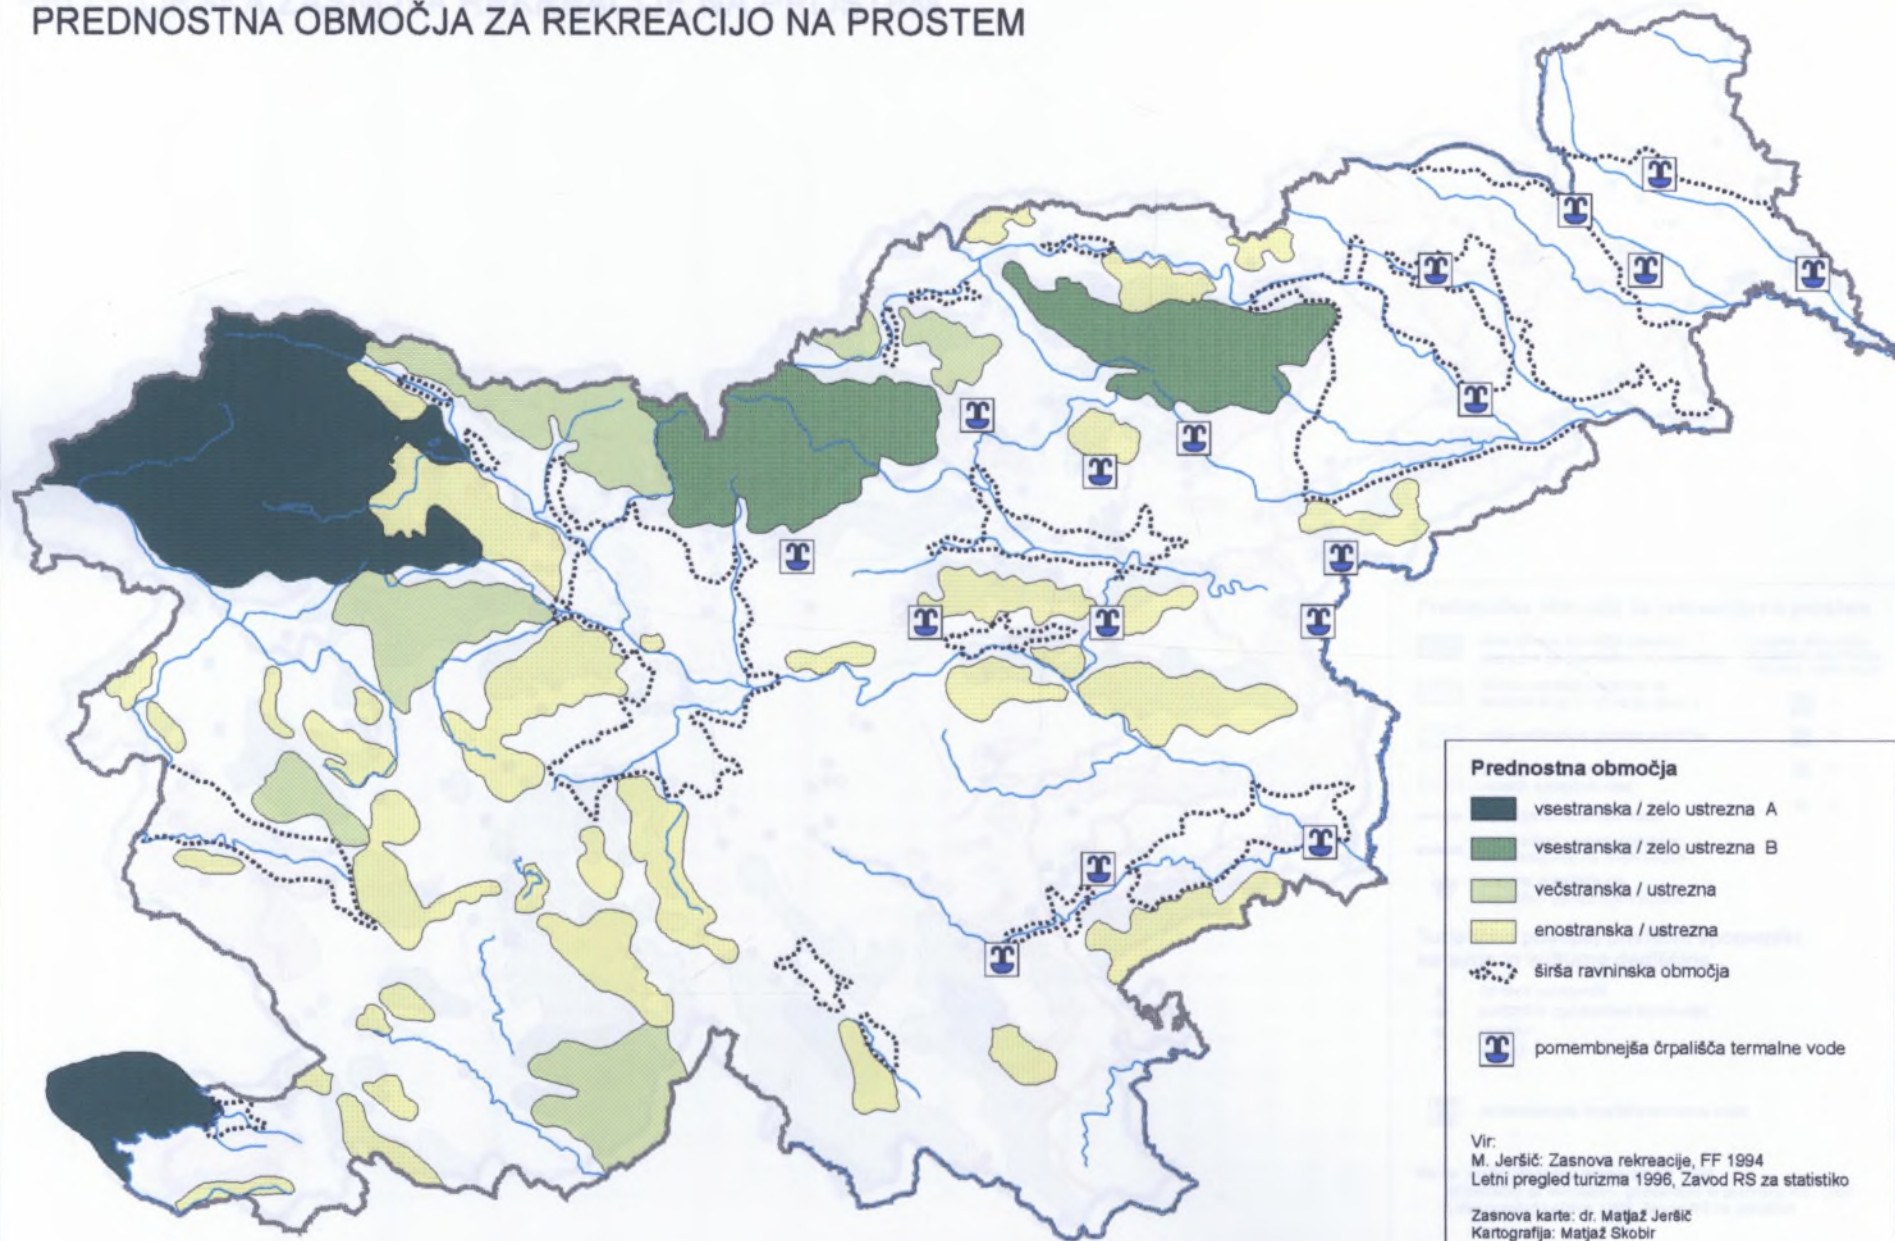 PREDNOSTNA OBMOČJA ZA REKREACIJO NA PROSTEM
Prednostna območja
vsestranska / zelo ustrezna A
vsestranska / zelo ustrezna B
večstranska / ustrezna
enostranska / ustrezna
širša ravninska območja
pomembnejša črpališča termalne vode
Vir:
M. Jeršič: Zasnova rekreacije, FF 1994
Letni pregled turizma 1996, Zavod RS za statistiko
Zasnova karte: dr. Matjaž Jeršič
Kartografija: Matjaž Skobir